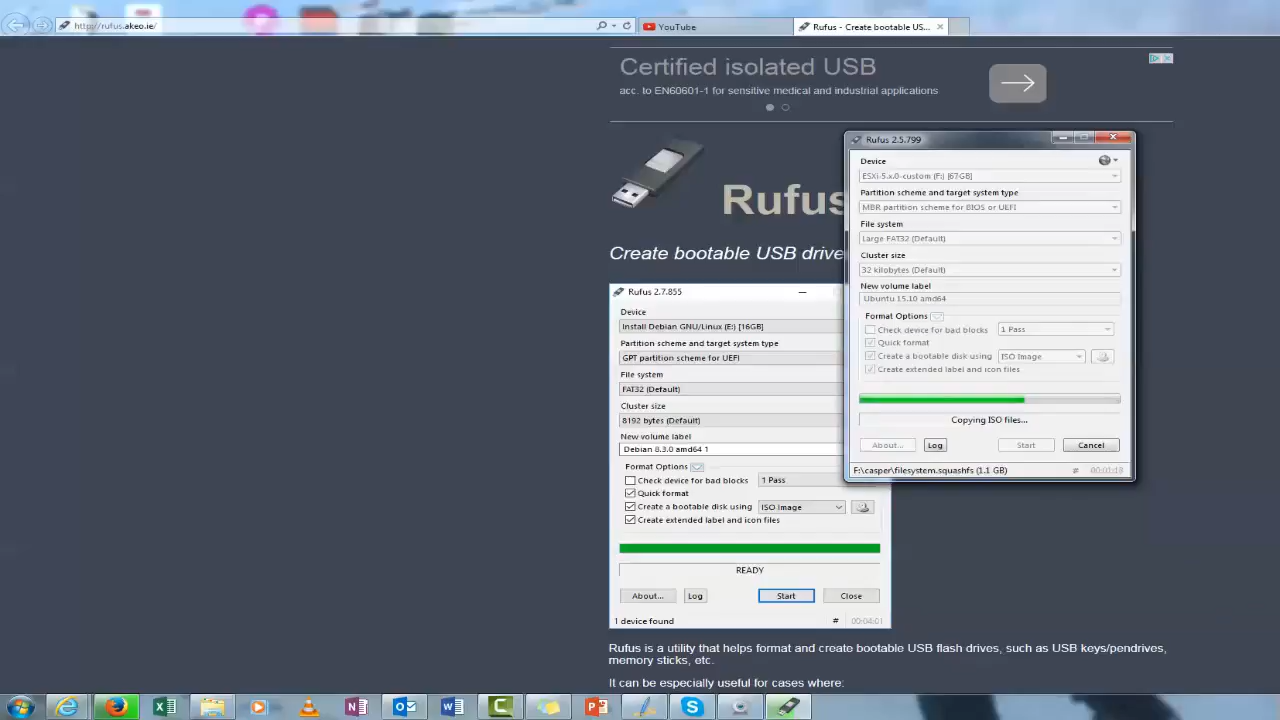 http://rufus.akeo.ie/
YouTube
Rufus - Create bootable US...
Certified isolated USB
acc. to EN60601-1 for sensitive medical and industrial applications
Rufus
Create bootable USB drive
Rufus 2.7.855
Device
Install Debian GNU/Linux (E:) [16GB]
Partition scheme and target system type
GPT partition scheme for UEFI
File system
FAT32 (Default)
Cluster size
8192 bytes (Default)
New volume label
Debian 8.3.0 amd64 1
Format Options
Check device for bad blocks
1 Pass
Quick format
Create a bootable disk using
ISO Image
Create extended label and icon files
READY
About...
Log
Start
Close
1 device found
#
00:04:01
Rufus 2.5.799
Device
ESXi-5.x.0-custom (F:) [67GB]
Partition scheme and target system type
MBR partition scheme for BIOS or UEFI
File system
Large FAT32 (Default)
Cluster size
32 kilobytes (Default)
New volume label
Ubuntu 15.10 amd64
Format Options
Check device for bad blocks
1 Pass
Quick format
Create a bootable disk using
ISO Image
Create extended label and icon files
Copying ISO files...
About...
Log
Start
Cancel
F:\casper\filesystem.squashfs (1.1 GB)
#
Rufus is a utility that helps format and create bootable USB flash drives, such as USB keys/pendrives,
memory sticks, etc.
It can be especially useful for cases where: